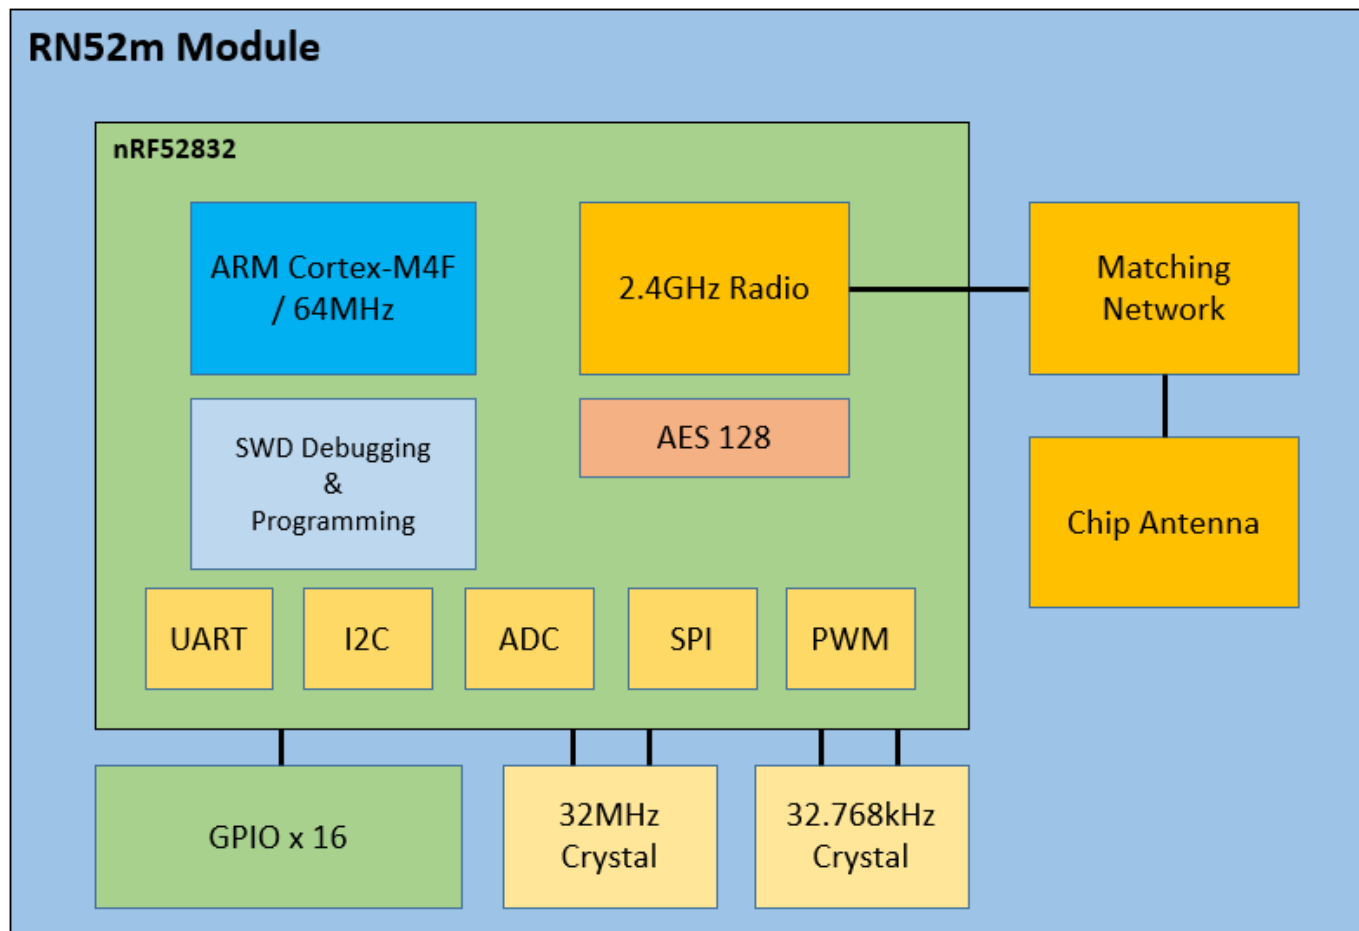 RN52m Module
nRF52832
ARM Cortex-M4F
/ 64MHz
2.4GHz Radio
Matching
Network
SWD Debugging
&
Programming
AES 128
Chip Antenna
UART
I2C
ADC
SPI
PWM
GPIO x 16
32MHz
Crystal
32.768kHz
Crystal